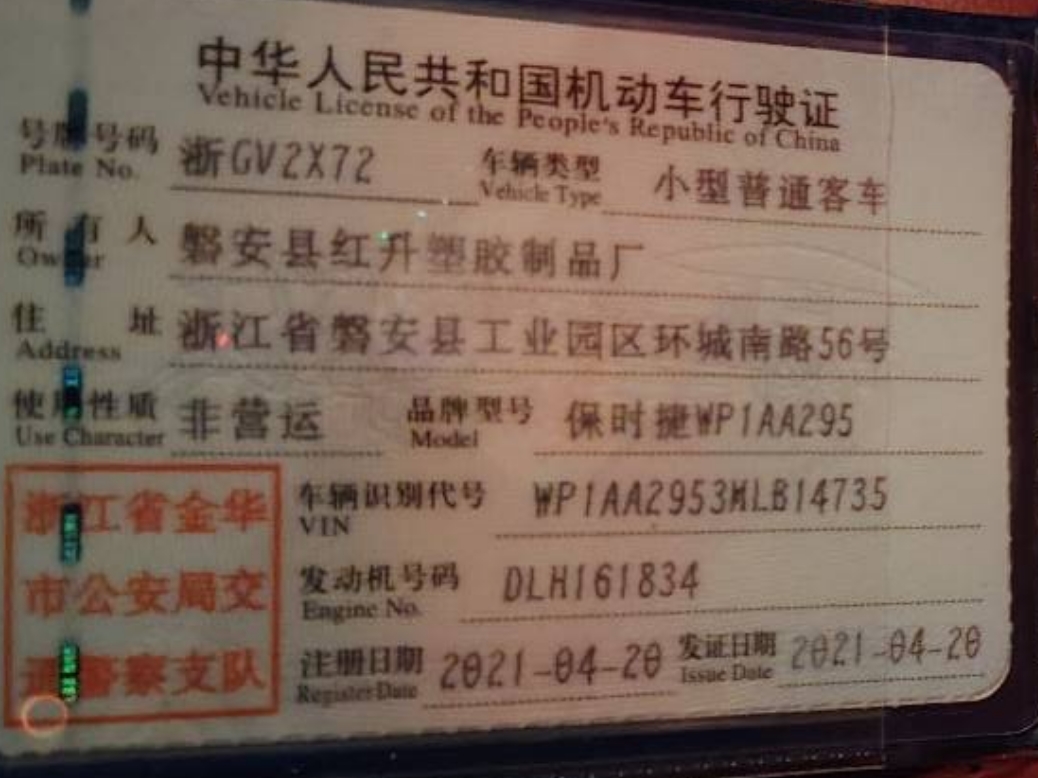 中华人民共和国机动车行驶证
Vehicle License of the People's Republic of China
号牌号码 浙GV2X72 车辆类型 小型普通客车
Plate No. Vehicle Type
所有人 磐安县红升塑胶制品厂
Owner
住址 浙江省磐安县工业园区环城南路56号
Address
使用性质 非营运 品牌型号 保时捷WP1AA295
Use Character Model
车辆识别代号 WP1AA2953MLB14735
VIN
发动机号码 DLH161834
Engine No.
注册日期 2021-04-20 发证日期 2021-04-20
Register Date Issue Date
浙江省金华
市公安局交
通警察支队